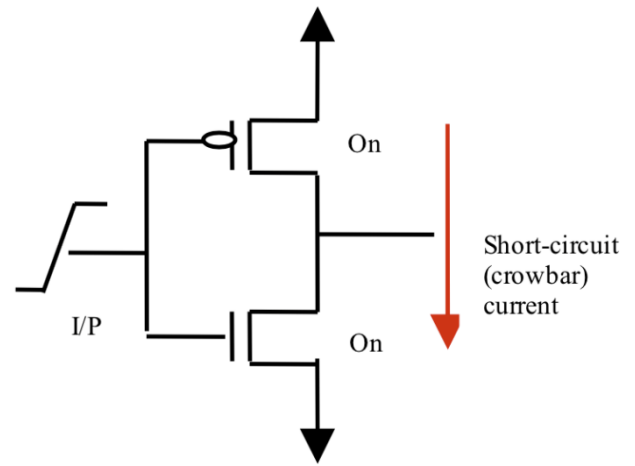 On
Short-circuit
(crowbar)
current
I/P
On